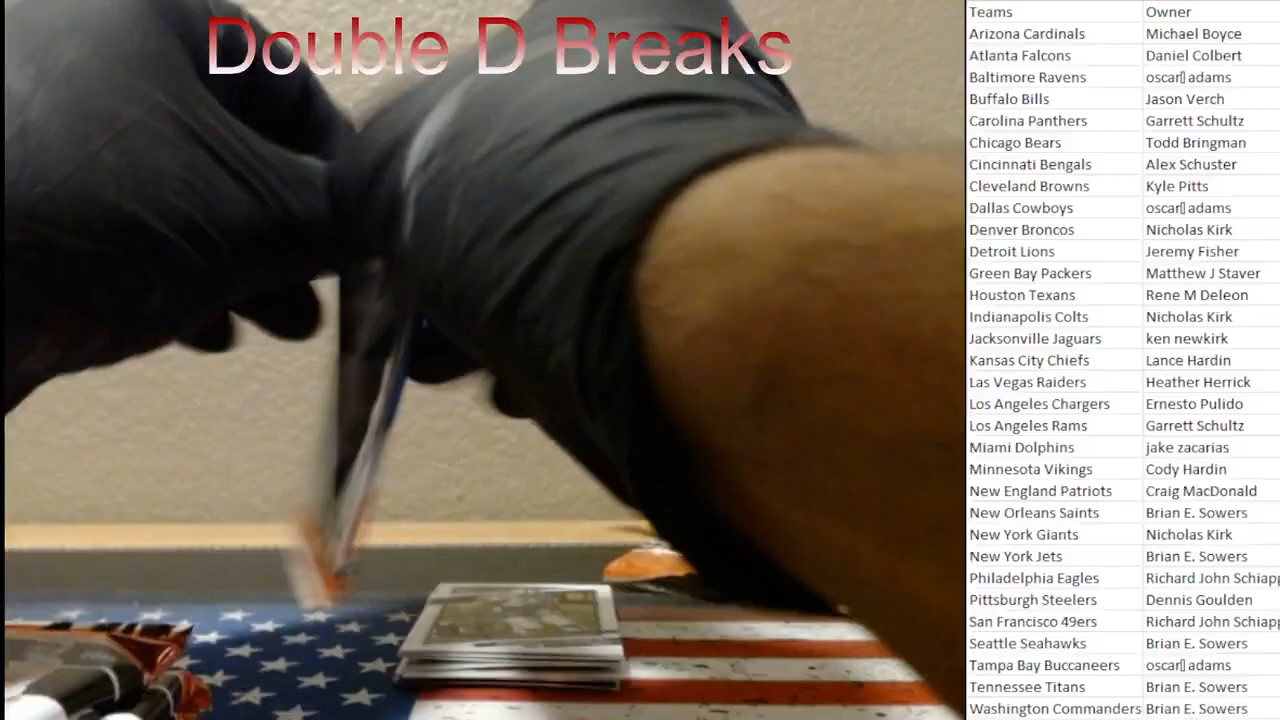 Double D Breaks
Teams Owner
Arizona Cardinals Michael Boyce
Atlanta Falcons Daniel Colbert
Baltimore Ravens oscar▯ adams
Buffalo Bills Jason Verch
Carolina Panthers Garrett Schultz
Chicago Bears Todd Bringman
Cincinnati Bengals Alex Schuster
Cleveland Browns Kyle Pitts
Dallas Cowboys oscar▯ adams
Denver Broncos Nicholas Kirk
Detroit Lions Jeremy Fisher
Green Bay Packers Matthew J Staver
Houston Texans Rene M Deleon
Indianapolis Colts Nicholas Kirk
Jacksonville Jaguars ken newkirk
Kansas City Chiefs Lance Hardin
Las Vegas Raiders Heather Herrick
Los Angeles Chargers Ernesto Pulido
Los Angeles Rams Garrett Schultz
Miami Dolphins jake zacarias
Minnesota Vikings Cody Hardin
New England Patriots Craig MacDonald
New Orleans Saints Brian E. Sowers
New York Giants Nicholas Kirk
New York Jets Brian E. Sowers
Philadelphia Eagles Richard John Schiapp
Pittsburgh Steelers Dennis Goulden
San Francisco 49ers Richard John Schiapp
Seattle Seahawks Brian E. Sowers
Tampa Bay Buccaneers oscar▯ adams
Tennessee Titans Brian E. Sowers
Washington Commanders Brian E. Sowers